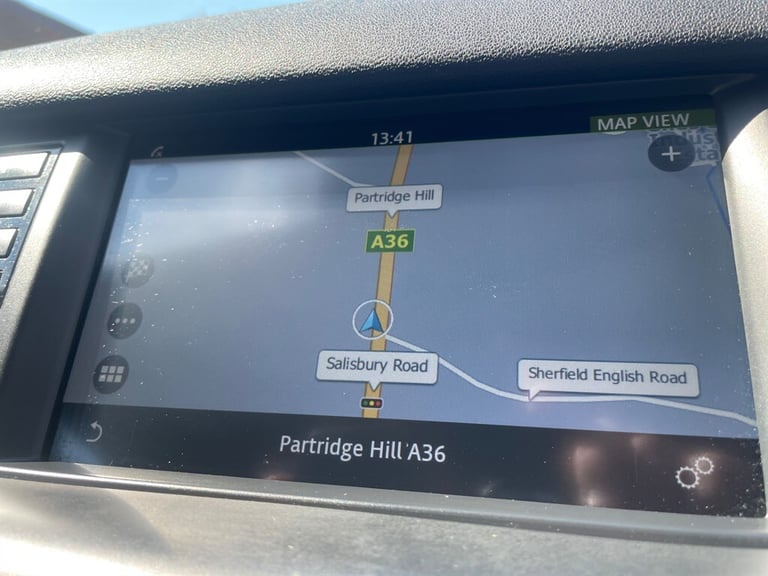 13:41
MAP VIEW
Partridge Hill
A36
Salisbury Road
Sherfield English Road
Partridge Hill A36